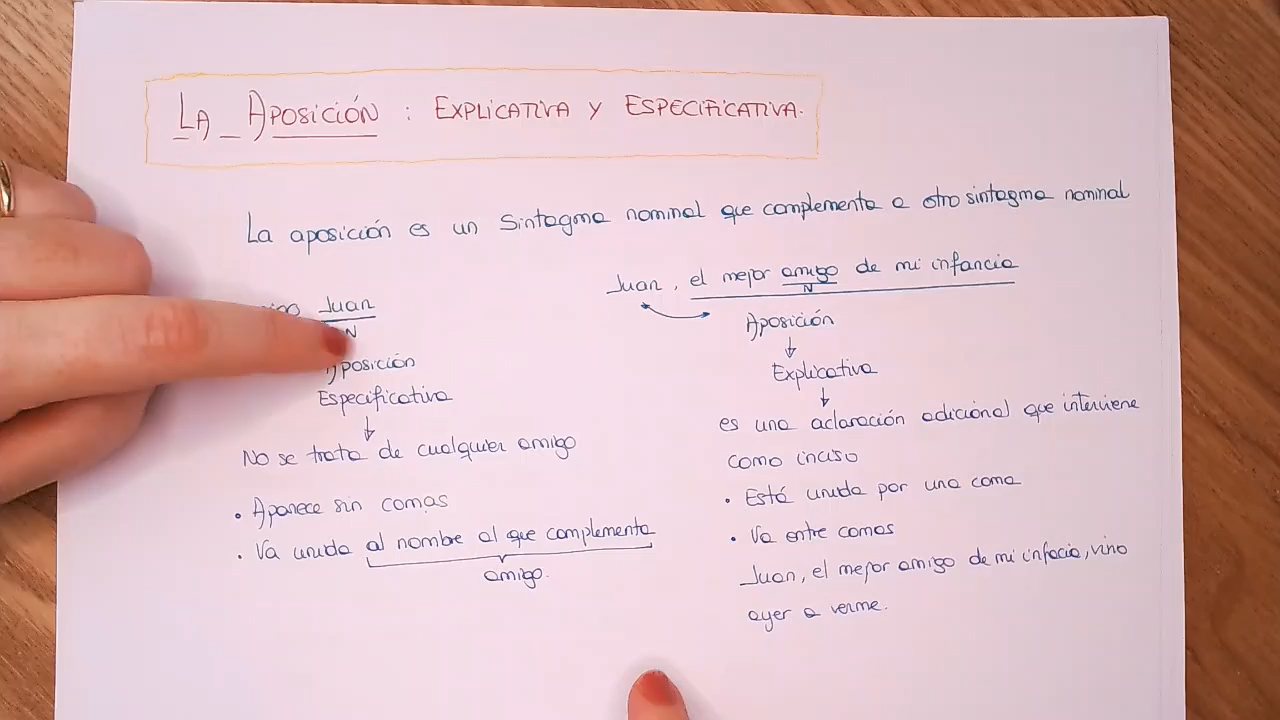 LA APOSICIÓN : EXPLICATIVA Y ESPECIFICATIVA.
La aposición es un Sintagma nominal que complementa a otro sintagma nominal
Juan
N
Aposición
Especificativa
No se trata de cualquier amigo
• Aparece sin comas
• Va unida al nombre al que complementa
amigo.
Juan, el mejor amigo de mi infancia
N
Aposición
Explicativa
es una aclaración adicional que interviene
como inciso
• Está unida por una coma
• Va entre comas
Juan, el mejor amigo de mi infacia, vino
ayer a verme.